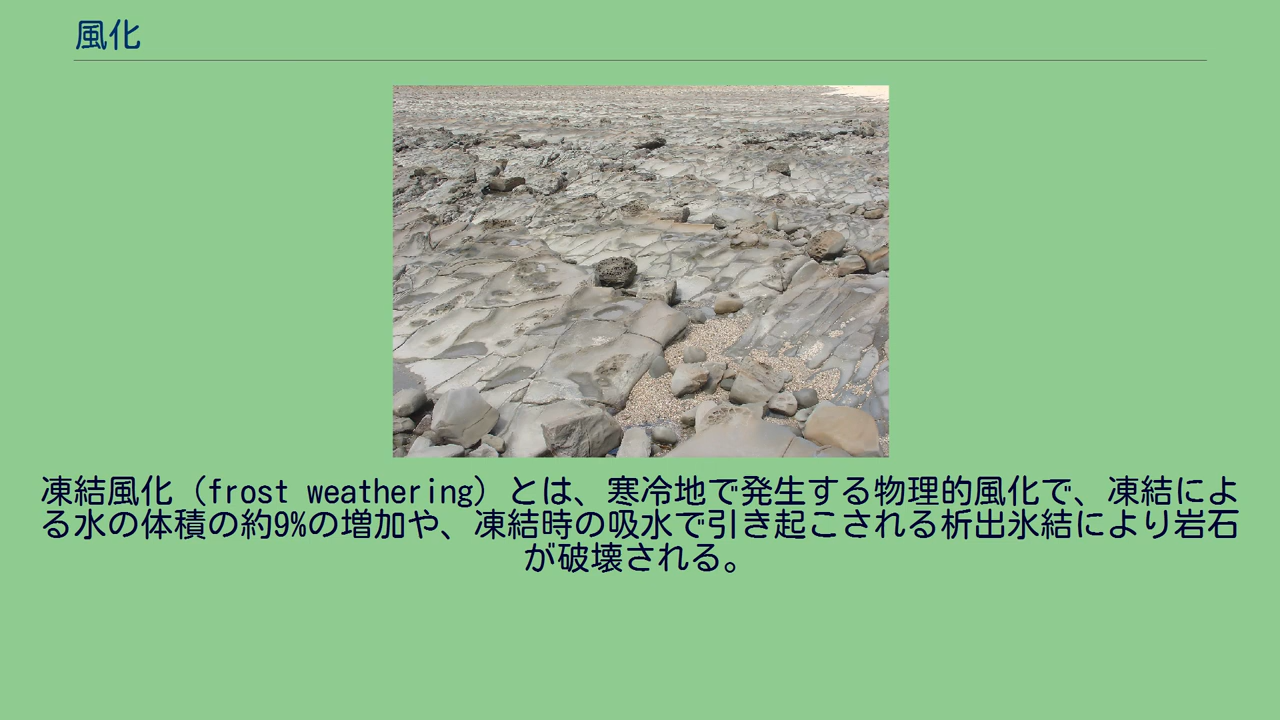 風化
凍結風化（frost weathering）とは、寒冷地で発生する物理的風化で、凍結によ
る水の体積の約9%の増加や、凍結時の吸水で引き起こされる析出氷結により岩石
が破壊される。